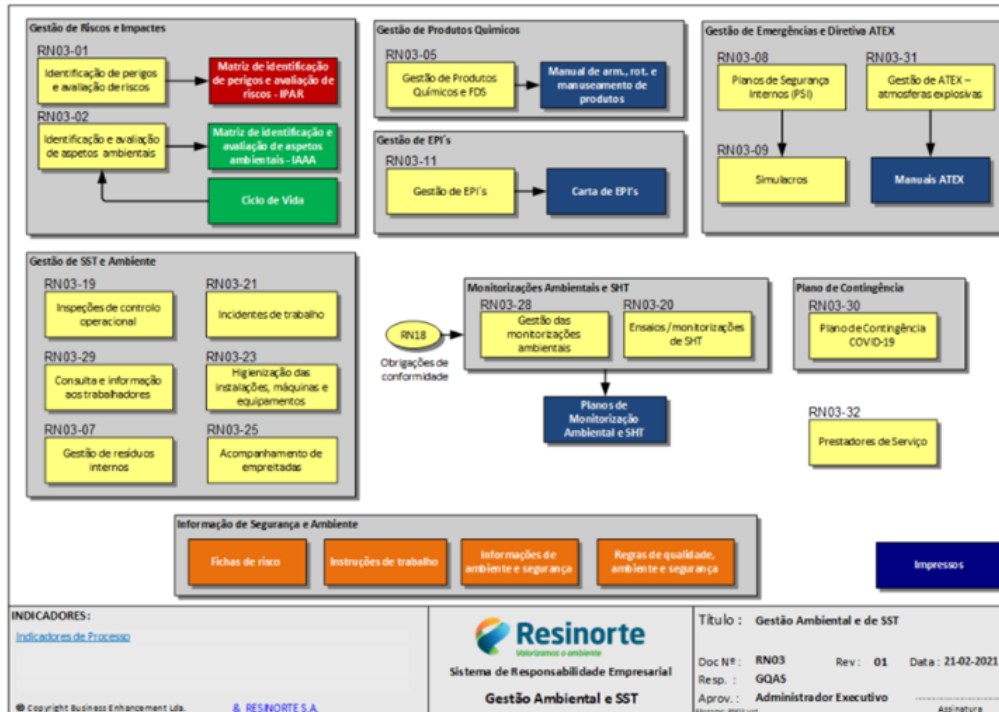 Gestão de Riscos e Impactes
RN03-01
Identificação de perigos
e avaliação de riscos
Matriz de identificação
de perigos e avaliação de
riscos - IPAR
RN03-02
Identificação e avaliação
de aspetos ambientais
Matriz de identificação e
avaliação de aspetos
ambientais - IAAA
Ciclo de Vida
Gestão de Produtos Químicos
RN03-05
Gestão de Produtos
Químicos e FDS
Manual de arm., rot. e
manuseamento de
produtos
Gestão de EPI´s
RN03-11
Gestão de EPI´s
Carta de EPI's
Gestão de Emergências e Diretiva ATEX
RN03-08
Planos de Segurança
Internos (PSI)
RN03-31
Gestão de ATEX –
atmosferas explosivas
RN03-09
Simulacros
Manuais ATEX
Gestão de SST e Ambiente
RN03-19
Inspeções de controlo
operacional
RN03-21
Incidentes de trabalho
RN03-29
Consulta e informação
aos trabalhadores
RN03-23
Higienização das
instalações, máquinas e
equipamentos
RN03-07
Gestão de resíduos
internos
RN03-25
Acompanhamento de
empreitadas
RN18
Obrigações de
conformidade
Monitorizações Ambientais e SHT
RN03-28
Gestão das
monitorizações
ambientais
RN03-20
Ensaios/monitorizações
de SHT
Planos de
Monitorização
Ambiental e SHT
Plano de Contingência
RN03-30
Plano de Contingência
COVID-19
RN03-32
Prestadores de Serviço
Informação de Segurança e Ambiente
Fichas de risco
Instruções de trabalho
Informações de
ambiente e segurança
Regras de qualidade,
ambiente e segurança
Impressos
INDICADORES:
Indicadores de Processo
© Copyright Business Enhancement Lda. & RESINORTE S.A.
Resinorte
Valorizamos o ambiente
Sistema de Responsabilidade Empresarial
Gestão Ambiental e SST
Título : Gestão Ambiental e de SST
Doc Nº : RN03 Rev : 01 Data : 21-02-2021
Resp. : GQAS
Aprov. : Administrador Executivo
Assinatura